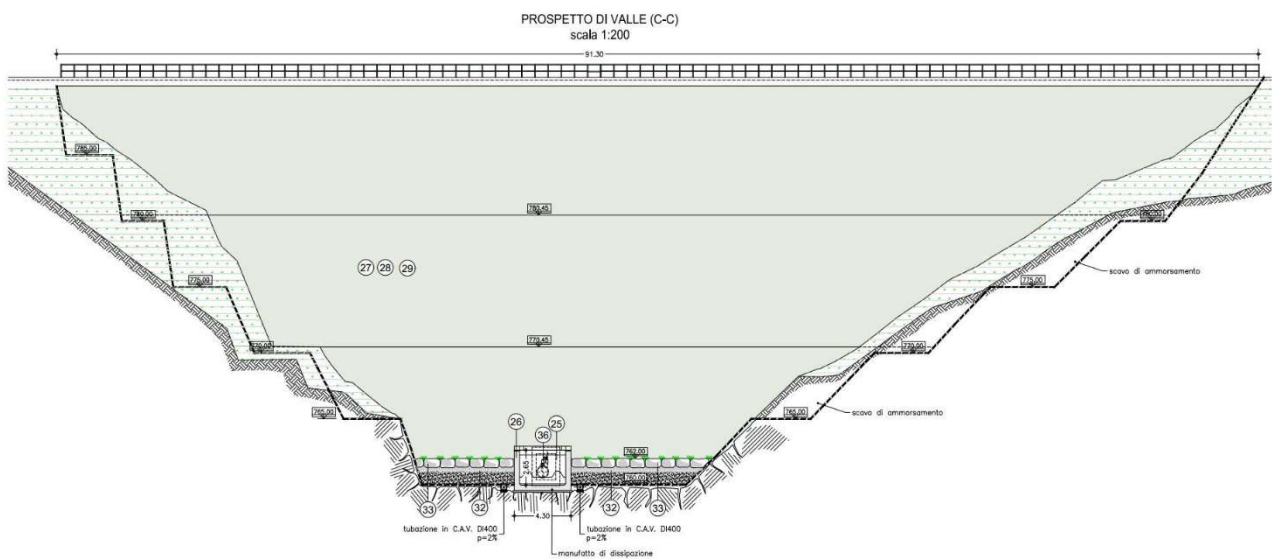 PROSPETTO DI VALLE (C-C)
scala 1:200
91.30
785,00
780.45
780,00
780,00
27 28 29
scavo di ammorsamento
775,00
775,00
770.45
770,00
770,00
scavo di ammorsamento
765,00
765,00
26 36 25
762,00
2.65
760,00
33 32 32 33
4.30
tubazione in C.A.V. DI400
p=2%
tubazione in C.A.V. DI400
p=2%
manufatto di dissipazione